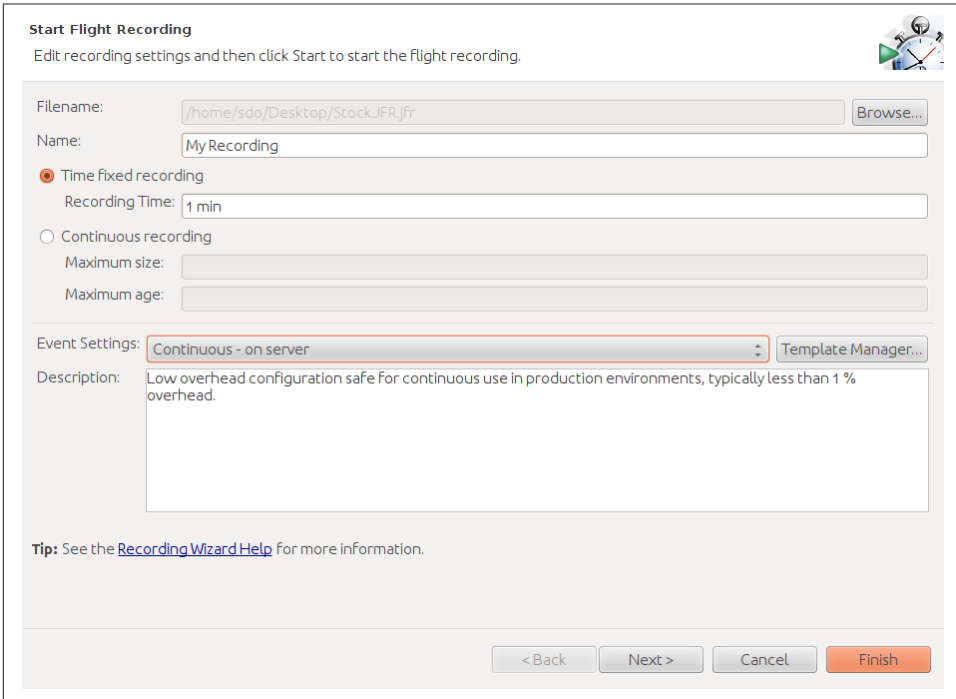 Start Flight Recording
Edit recording settings and then click Start to start the flight recording.
Filename: /home/sdo/Desktop/StockJFR.jfr Browse...
Name: My Recording
Time fixed recording
Recording Time: 1 min
Continuous recording
Maximum size:
Maximum age:
Event Settings: Continuous - on server Template Manager...
Description: Low overhead configuration safe for continuous use in production environments, typically less than 1 %
overhead.
Tip: See the Recording Wizard Help for more information.
< Back Next > Cancel Finish